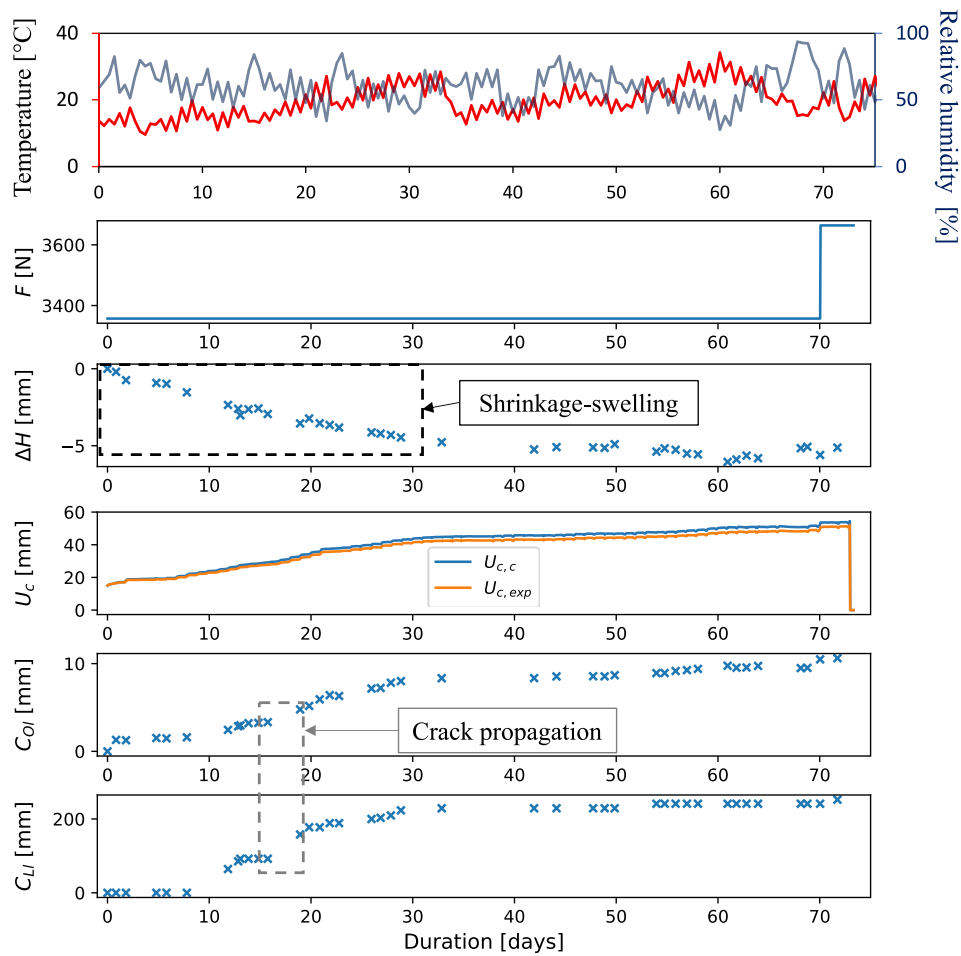 Temperature [°C]
40
20
0
100
50
0
Relative humidity [%]
0 10 20 30 40 50 60 70
F [N]
3600
3400
0 10 20 30 40 50 60 70
ΔH [mm]
0
−5
Shrinkage-swelling
0 10 20 30 40 50 60 70
U_c [mm]
60
40
20
0
U_c,c
U_c,exp
0 10 20 30 40 50 60 70
C_OI [mm]
10
0
Crack propagation
0 10 20 30 40 50 60 70
C_LI [mm]
200
0
0 10 20 30 40 50 60 70
Duration [days]